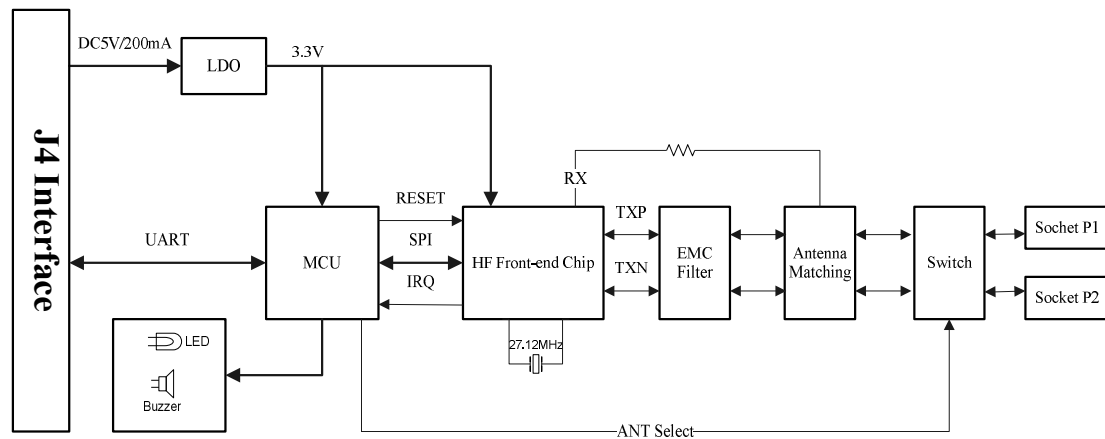 J4 Interface
DC5V/200mA
LDO
3.3V
UART
MCU
RESET
SPI
IRQ
HF Front-end Chip
27.12MHz
RX
TXP
TXN
EMC
Filter
Antenna
Matching
Switch
Sochet P1
Socket P2
LED
Buzzer
ANT Select